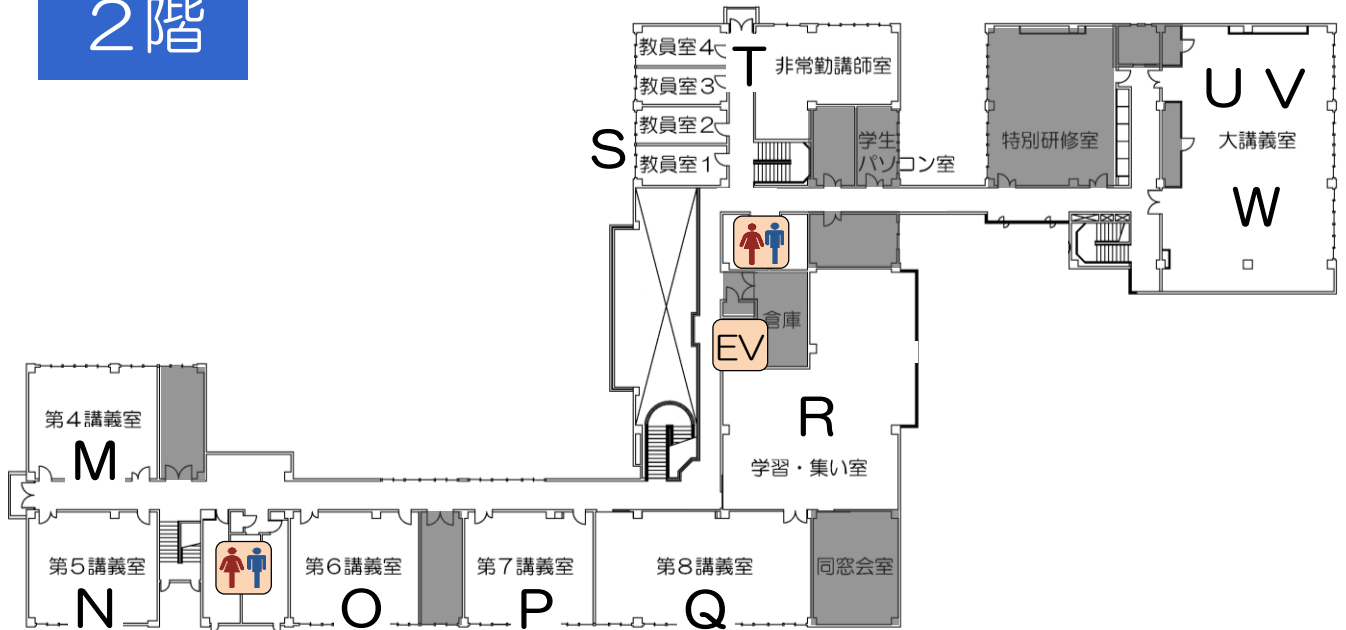 2階
教員室4
教員室3
教員室2
教員室1
S
T
非常勤講師室
学生
パソコン室
特別研修室
U V
大講義室
W
倉庫
EV
R
学習・集い室
第4講義室
M
第5講義室
N
第6講義室
O
第7講義室
P
第8講義室
Q
同窓会室